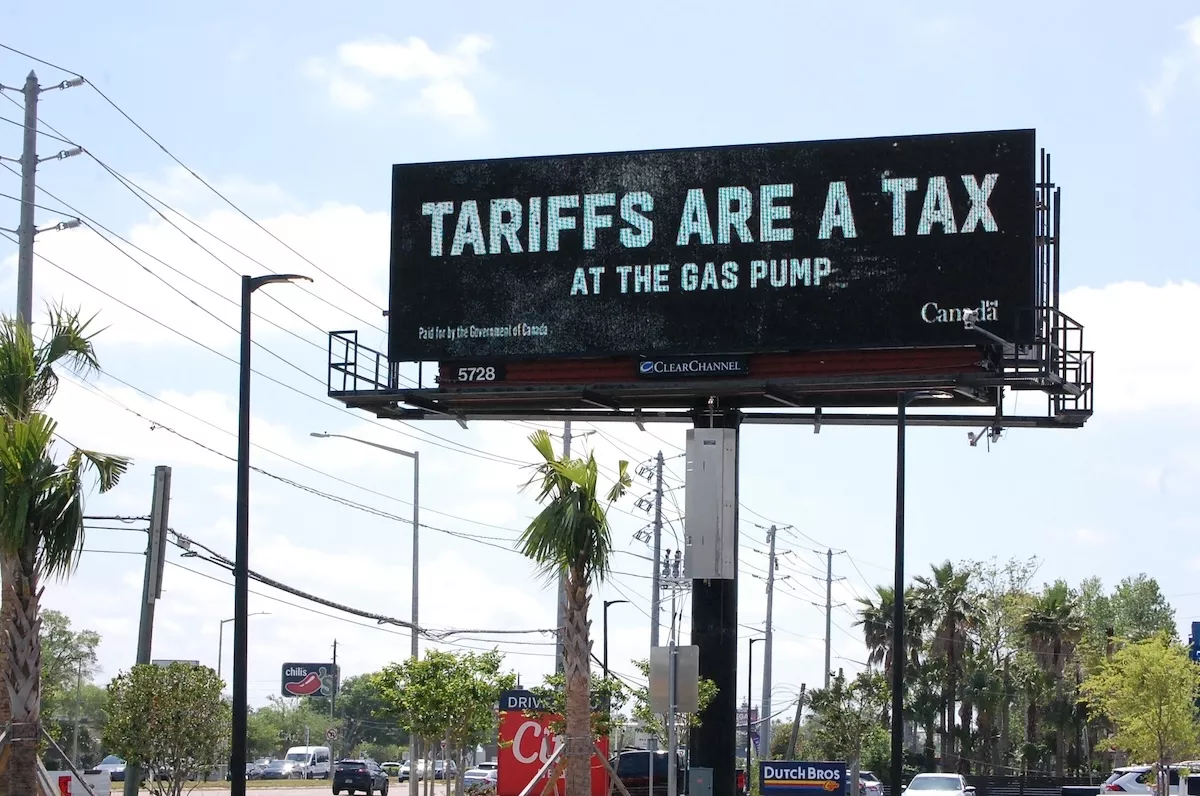 TARIFFS ARE A TAX
AT THE GAS PUMP
Paid for by the Government of Canada
Canada
5728
CLEARCHANNEL
chilis
DUTCH BROS